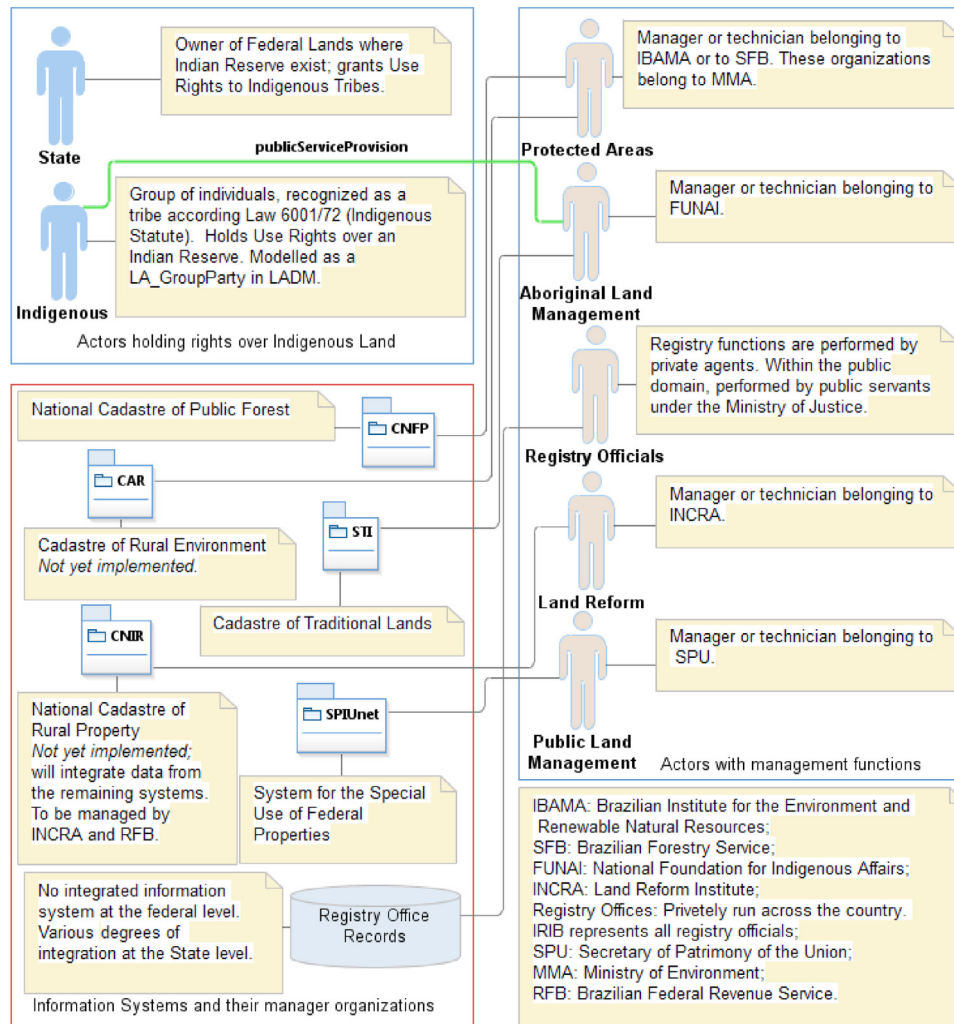 Owner of Federal Lands where
Indian Reserve exist; grants Use
Rights to Indigenous Tribes.
State
publicServiceProvision
Group of individuals, recognized as a
tribe according Law 6001/72 (Indigenous
Statute). Holds Use Rights over an
Indian Reserve. Modelled as a
LA_GroupParty in LADM.
Indigenous
Actors holding rights over Indigenous Land
Manager or technician belonging to
IBAMA or to SFB. These organizations
belong to MMA.
Protected Areas
Manager or technician belonging to
FUNAI.
Aboriginal Land
Management
Registry functions are performed by
private agents. Within the public
domain, performed by public servants
under the Ministry of Justice.
Registry Officials
Manager or technician belonging to
INCRA.
Land Reform
Manager or technician belonging to
SPU.
Public Land
Management
Actors with management functions
National Cadastre of Public Forest
CNFP
CAR
Cadastre of Rural Environment
Not yet implemented.
STI
Cadastre of Traditional Lands
CNIR
National Cadastre of
Rural Property
Not yet implemented;
will integrate data from
the remaining systems.
To be managed by
INCRA and RFB.
SPIUnet
System for the Special
Use of Federal
Properties
No integrated information
system at the federal level.
Various degrees of
integration at the State level.
Registry Office
Records
Information Systems and their manager organizations
IBAMA: Brazilian Institute for the Environment and
Renewable Natural Resources;
SFB: Brazilian Forestry Service;
FUNAI: National Foundation for Indigenous Affairs;
INCRA: Land Reform Institute;
Registry Offices: Privetely run across the country.
IRIB represents all registry officials;
SPU: Secretary of Patrimony of the Union;
MMA: Ministry of Environment;
RFB: Brazilian Federal Revenue Service.